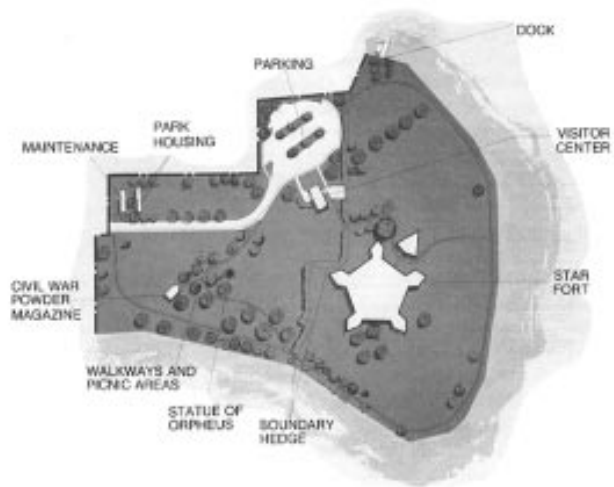 DOCK
PARKING
VISITOR
CENTER
PARK
HOUSING
MAINTENANCE
STAR
FORT
CIVIL WAR
POWDER
MAGAZINE
WALKWAYS AND
PICNIC AREAS
STATUE OF
ORPHEUS
BOUNDARY
HEDGE